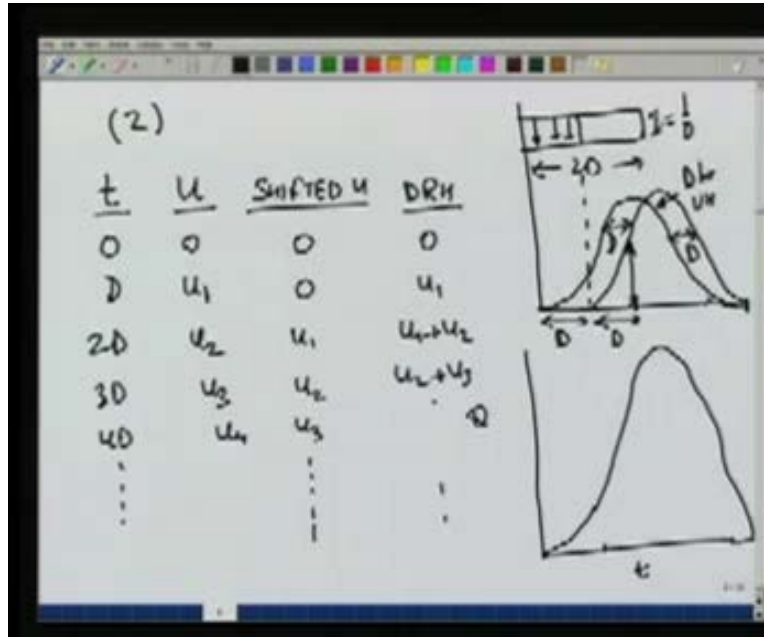 (2)
t U SHIFTED U DRH
0 0 0 0
D U₁ 0 U₁
2D U₂ U₁ U₁+U₂
3D U₃ U₂ U₂+U₃
4D U₄ U₃
I = 1/D
2D
D hr
UH
D D
D D
Q
t